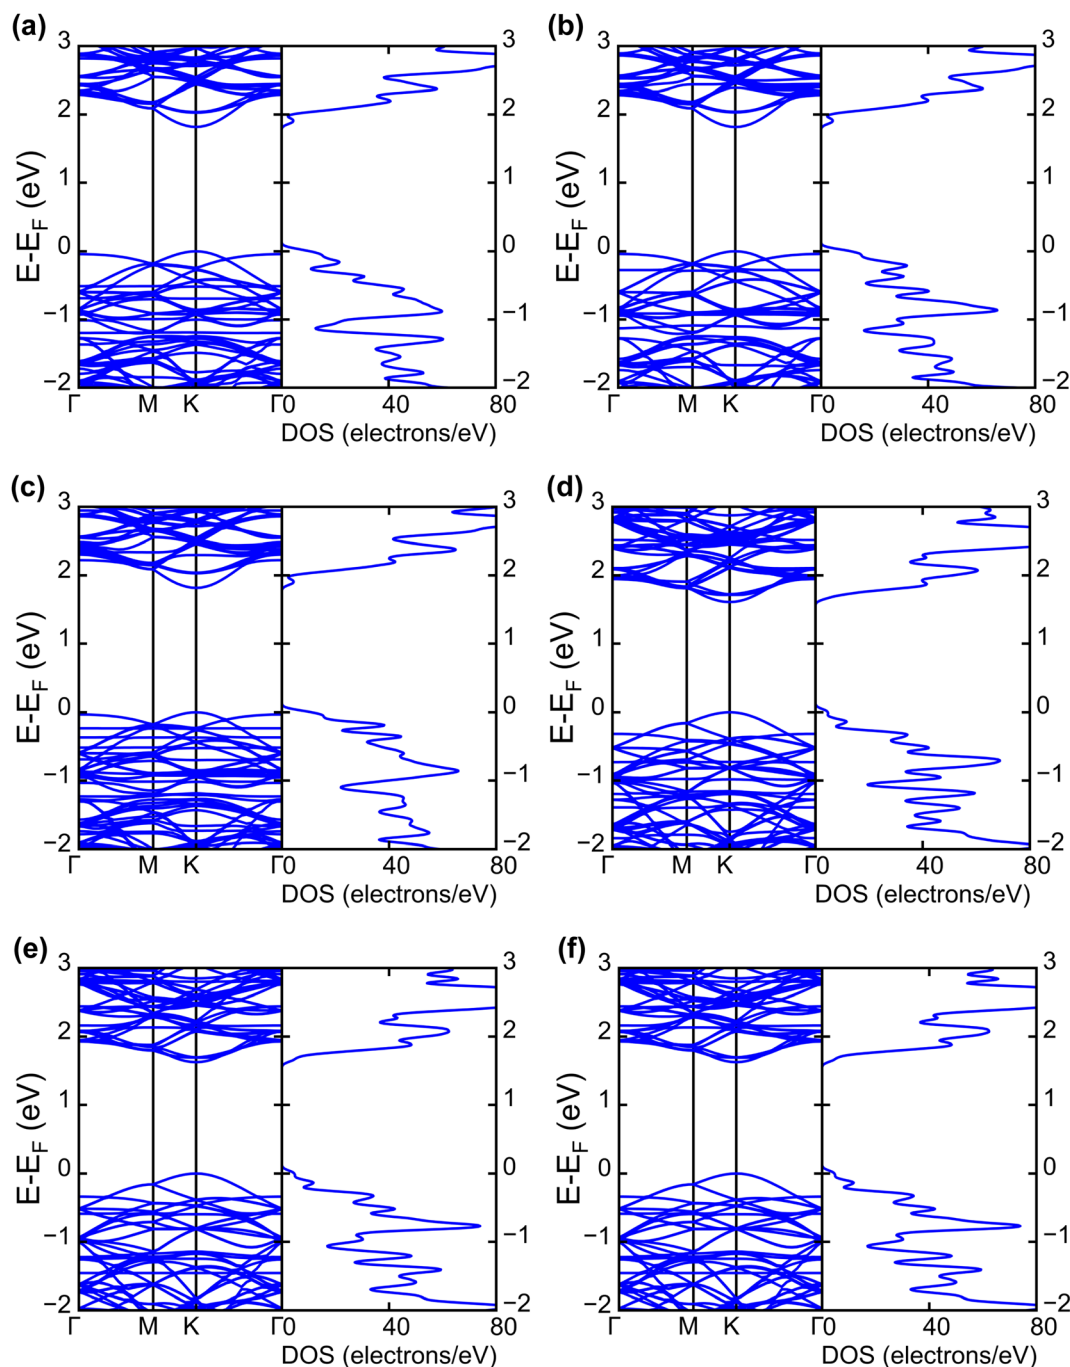 (a) (b)
3 3 3 3
2 2 2 2
1 1 1 1
0 0 0 0
−1 −1 −1 −1
−2 −2 −2 −2
E-E_F (eV) E-E_F (eV)
Γ M K Γ 0 40 80 Γ M K Γ 0 40 80
DOS (electrons/eV) DOS (electrons/eV)
(c) (d)
3 3 3 3
2 2 2 2
1 1 1 1
0 0 0 0
−1 −1 −1 −1
−2 −2 −2 −2
E-E_F (eV) E-E_F (eV)
Γ M K Γ 0 40 80 Γ M K Γ 0 40 80
DOS (electrons/eV) DOS (electrons/eV)
(e) (f)
3 3 3 3
2 2 2 2
1 1 1 1
0 0 0 0
−1 −1 −1 −1
−2 −2 −2 −2
E-E_F (eV) E-E_F (eV)
Γ M K Γ 0 40 80 Γ M K Γ 0 40 80
DOS (electrons/eV) DOS (electrons/eV)